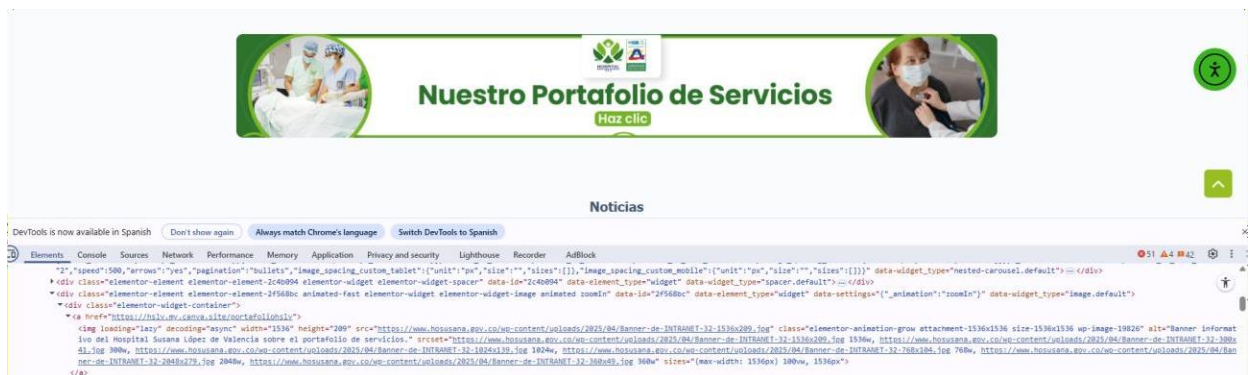 HOSPITAL
Nuestro Portafolio de Servicios
Haz clic
Noticias
DevTools is now available in Spanish Don't show again Always match Chrome's language Switch DevTools to Spanish
Elements Console Sources Network Performance Memory Application Privacy and security Lighthouse Recorder AdBlock 51 4 42
"2","speed":500,"arrows":"yes","pagination":"bullets","image_spacing_custom_tablet":{"unit":"px","size":"","sizes":[]},"image_spacing_custom_mobile":{"unit":"px","size":"","sizes":[]}}" data-widget_type="nested-carousel.default"> </div>
<div class="elementor-element elementor-element-2c4b094 elementor-widget elementor-widget-spacer" data-id="2c4b094" data-element_type="widget" data-widget_type="spacer.default"> </div>
<div class="elementor-element elementor-element-2f568bc animated-fast elementor-widget elementor-widget-image animated zoomIn" data-id="2f568bc" data-element_type="widget" data-settings="{"_animation":"zoomIn"}" data-widget_type="image.default">
<div class="elementor-widget-container">
<a href="https://hslv.my.canva.site/portafoliohslv">
<img loading="lazy" decoding="async" width="1536" height="209" src="https://www.hosusana.gov.co/wp-content/uploads/2025/04/Banner-de-INTRANET-32-1536x209.jpg" class="elementor-animation-grow attachment-1536x1536 size-1536x1536 wp-image-19826" alt="Banner informat
ivo del Hospital Susana López de Valencia sobre el portafolio de servicios." srcset="https://www.hosusana.gov.co/wp-content/uploads/2025/04/Banner-de-INTRANET-32-1536x209.jpg 1536w, https://www.hosusana.gov.co/wp-content/uploads/2025/04/Banner-de-INTRANET-32-300x
41.jpg 300w, https://www.hosusana.gov.co/wp-content/uploads/2025/04/Banner-de-INTRANET-32-1024x139.jpg 1024w, https://www.hosusana.gov.co/wp-content/uploads/2025/04/Banner-de-INTRANET-32-768x104.jpg 768w, https://www.hosusana.gov.co/wp-content/uploads/2025/04/Ban
ner-de-INTRANET-32-2048x279.jpg 2048w, https://www.hosusana.gov.co/wp-content/uploads/2025/04/Banner-de-INTRANET-32-360x49.jpg 360w" sizes="(max-width: 1536px) 100vw, 1536px">
</a>